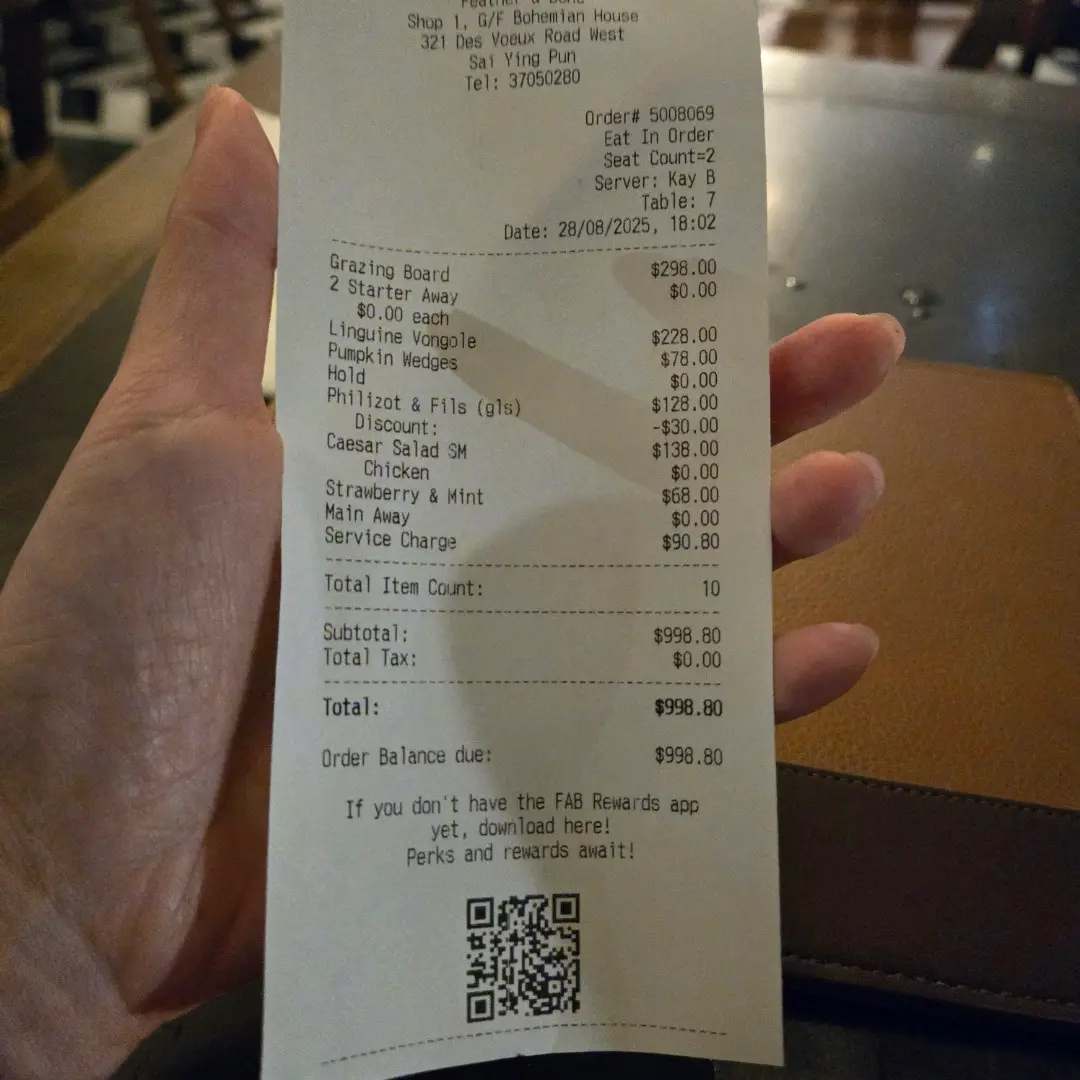 Feather & Bone
Shop 1, G/F Bohemian House
321 Des Voeux Road West
Sai Ying Pun
Tel: 37050280
Order# 5008069
Eat In Order
Seat Count=2
Server: Kay B
Table: 7
Date: 28/08/2025, 18:02
Grazing Board $298.00
2 Starter Away $0.00
$0.00 each
Linguine Vongole $228.00
Pumpkin Wedges $78.00
Hold $0.00
Philizot & Fils (gls) $128.00
Discount: -$30.00
Caesar Salad SM $138.00
Chicken $0.00
Strawberry & Mint $68.00
Main Away $0.00
Service Charge $90.80
Total Item Count: 10
Subtotal: $998.80
Total Tax: $0.00
Total: $998.80
Order Balance due: $998.80
If you don't have the FAB Rewards app
yet, download here!
Perks and rewards await!